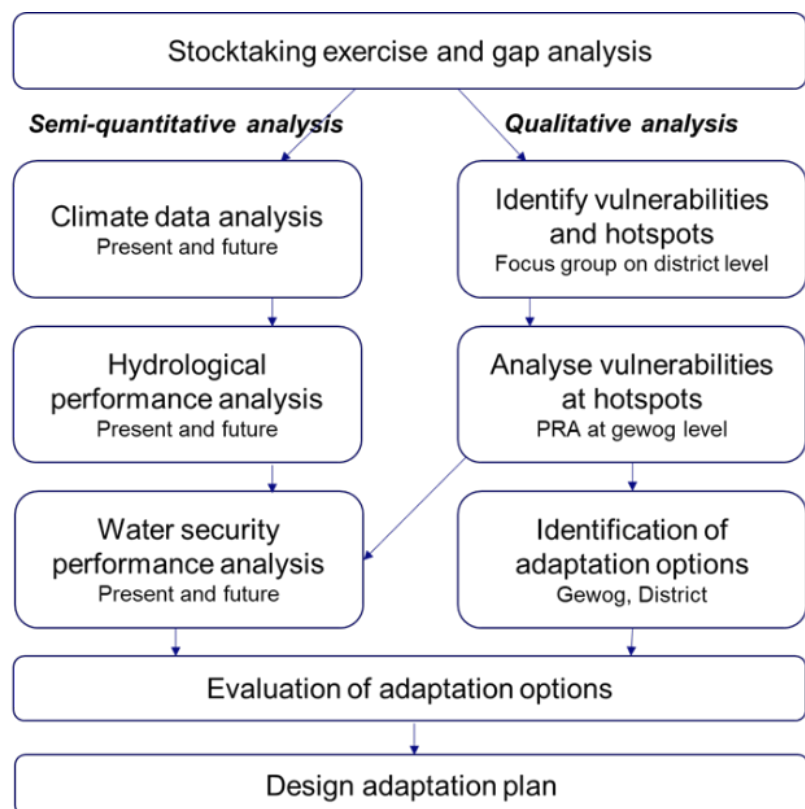 Stocktaking exercise and gap analysis
Semi-quantitative analysis
Qualitative analysis
Climate data analysis
Present and future
Identify vulnerabilities
and hotspots
Focus group on district level
Hydrological
performance analysis
Present and future
Analyse vulnerabilities
at hotspots
PRA at gewog level
Water security
performance analysis
Present and future
Identification of
adaptation options
Gewog, District
Evaluation of adaptation options
Design adaptation plan